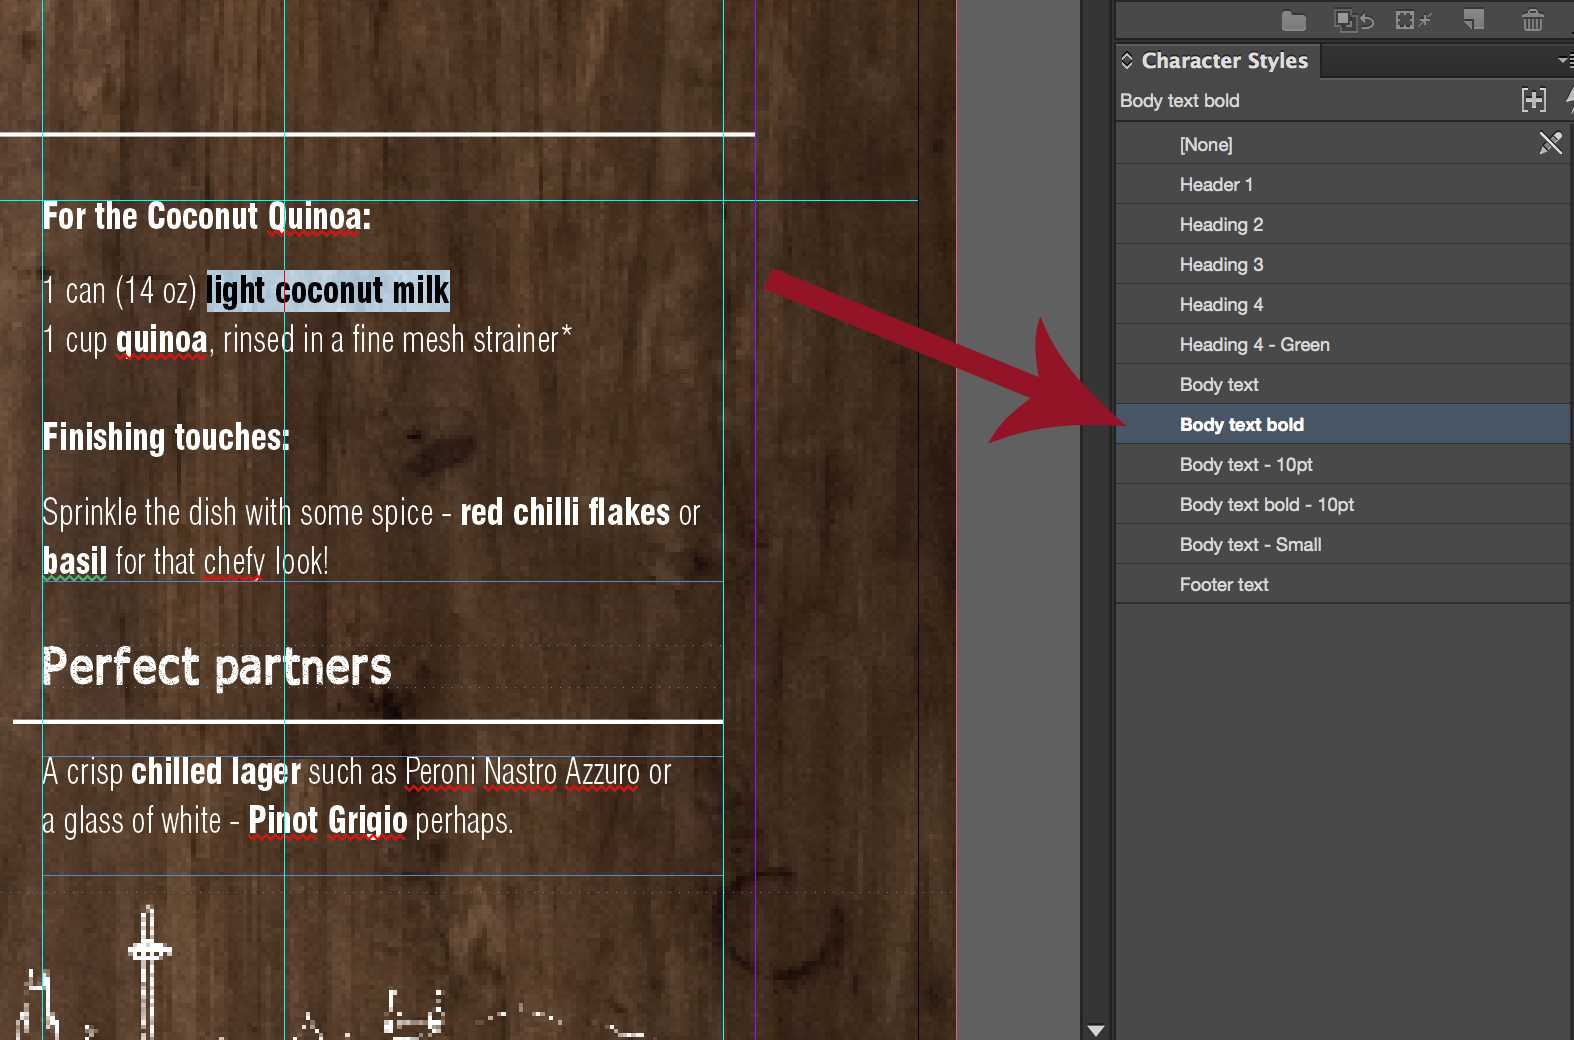 For the Coconut Quinoa:
1 can (14 oz) light coconut milk
1 cup quinoa, rinsed in a fine mesh strainer*
Finishing touches:
Sprinkle the dish with some spice - red chilli flakes or
basil for that chefy look!
Perfect partners
A crisp chilled lager such as Peroni Nastro Azzuro or
a glass of white - Pinot Grigio perhaps.
Character Styles
Body text bold
[None]
Header 1
Heading 2
Heading 3
Heading 4
Heading 4 - Green
Body text
Body text bold
Body text - 10pt
Body text bold - 10pt
Body text - Small
Footer text